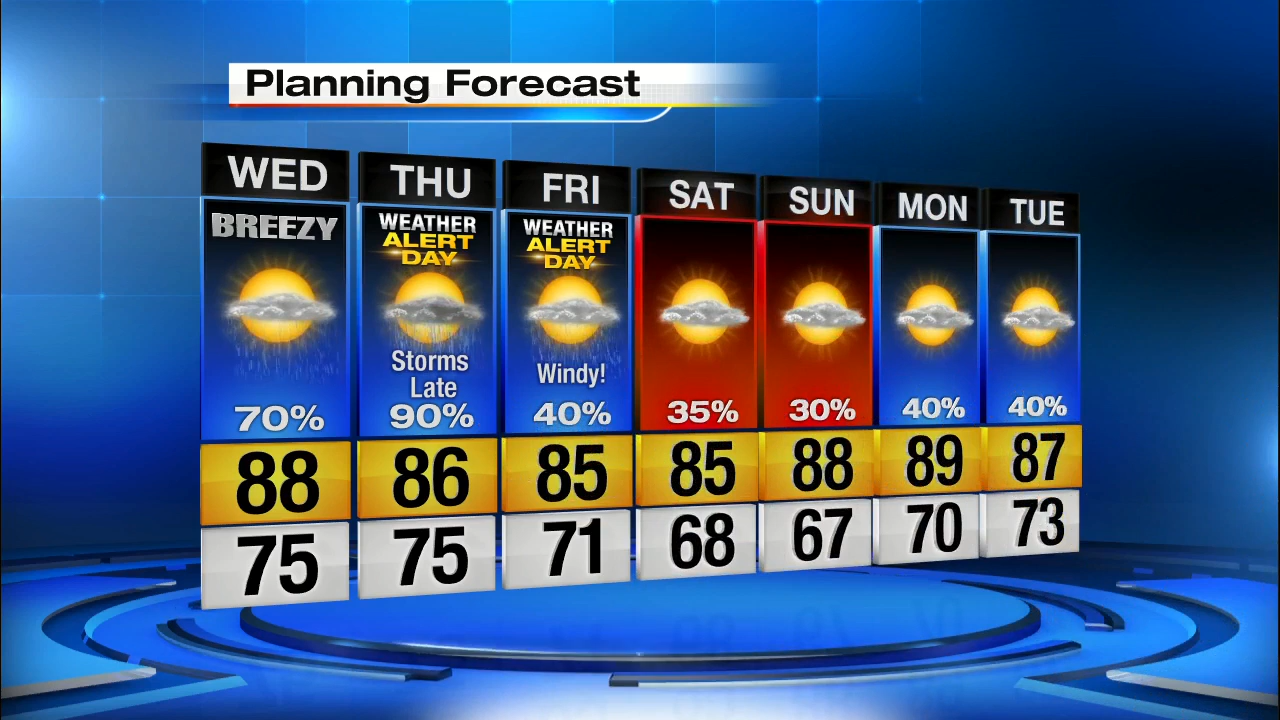 Planning Forecast
WED
BREEZY
70%
88
75
THU
WEATHER
ALERT
DAY
Storms
Late
90%
86
75
FRI
WEATHER
ALERT
DAY
Windy!
40%
85
71
SAT
35%
85
68
SUN
30%
88
67
MON
40%
89
70
TUE
40%
87
73